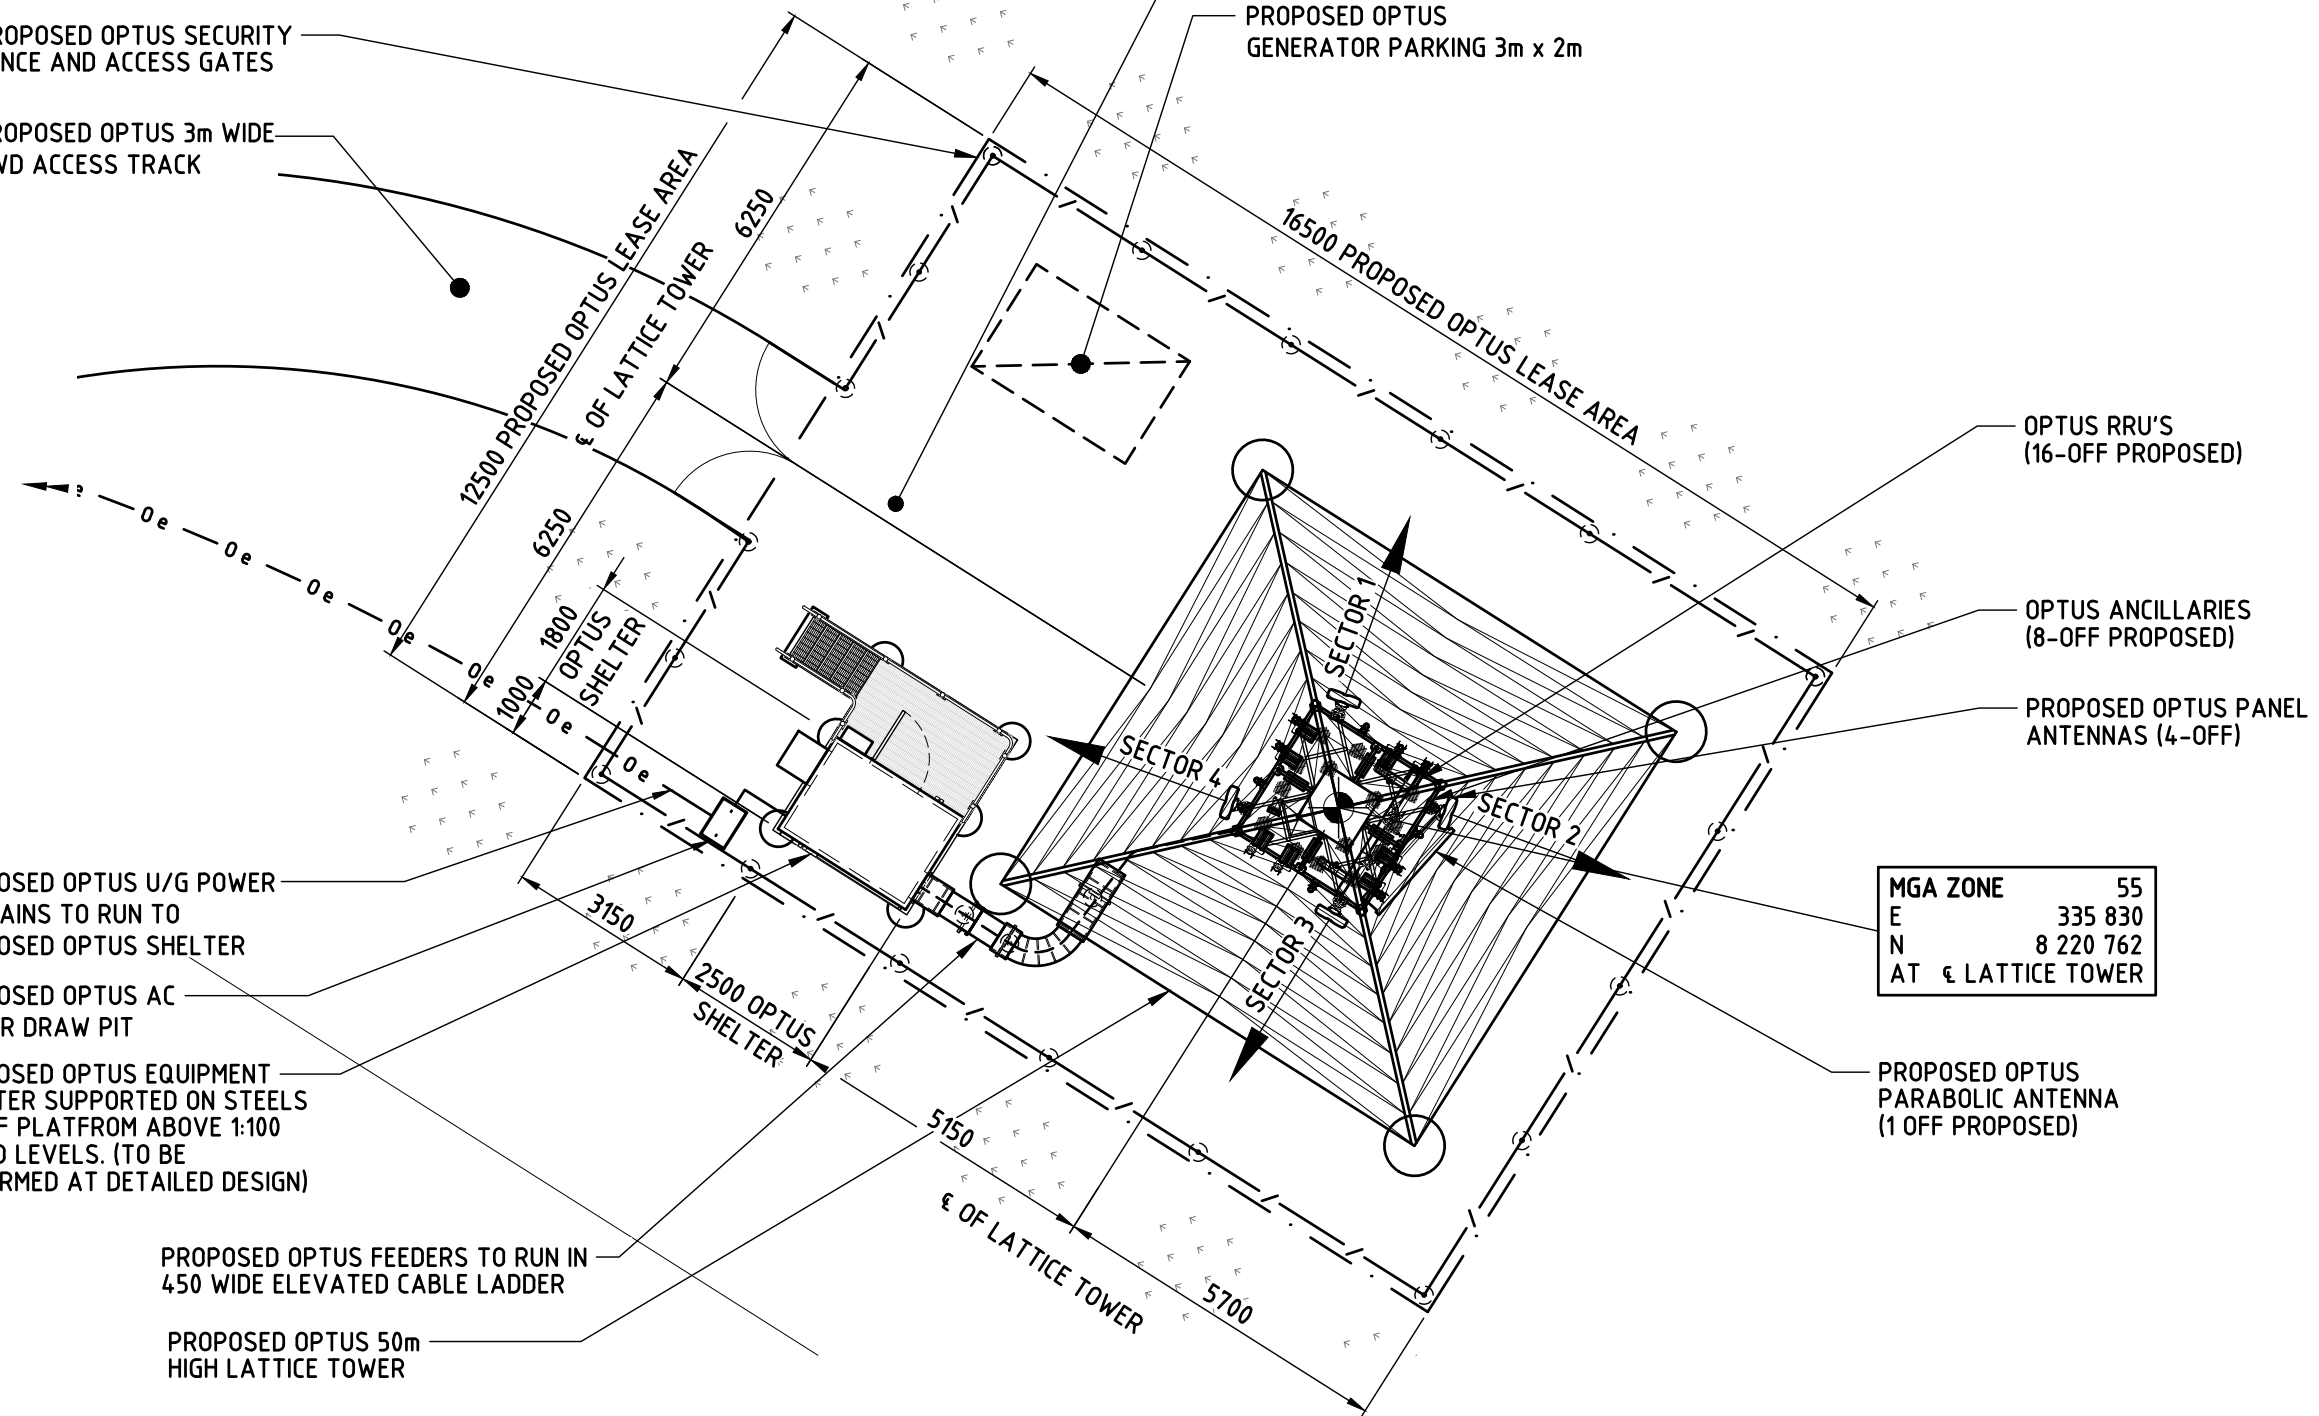 ROPOSED OPTUS SECURITY
NCE AND ACCESS GATES
ROPOSED OPTUS 3m WIDE
WD ACCESS TRACK
PROPOSED OPTUS
GENERATOR PARKING 3m x 2m
12500 PROPOSED OPTUS LEASE AREA
6250
℄ OF LATTICE TOWER
6250
1800
OPTUS
SHELTER
1000
16500 PROPOSED OPTUS LEASE AREA
e
O e
O e
O e
O e
O e
O e
O e
OPTUS RRU'S
(16-OFF PROPOSED)
OPTUS ANCILLARIES
(8-OFF PROPOSED)
PROPOSED OPTUS PANEL
ANTENNAS (4-OFF)
SECTOR 1
SECTOR 4
SECTOR 2
SECTOR 3
MGA ZONE 55
E 335 830
N 8 220 762
AT ℄ LATTICE TOWER
PROPOSED OPTUS
PARABOLIC ANTENNA
(1 OFF PROPOSED)
OSED OPTUS U/G POWER
AINS TO RUN TO
OSED OPTUS SHELTER
OSED OPTUS AC
R DRAW PIT
OSED OPTUS EQUIPMENT
TER SUPPORTED ON STEELS
F PLATFROM ABOVE 1:100
D LEVELS. (TO BE
RMED AT DETAILED DESIGN)
3150
2500 OPTUS
SHELTER
5150
℄ OF LATTICE TOWER
5700
PROPOSED OPTUS FEEDERS TO RUN IN
450 WIDE ELEVATED CABLE LADDER
PROPOSED OPTUS 50m
HIGH LATTICE TOWER